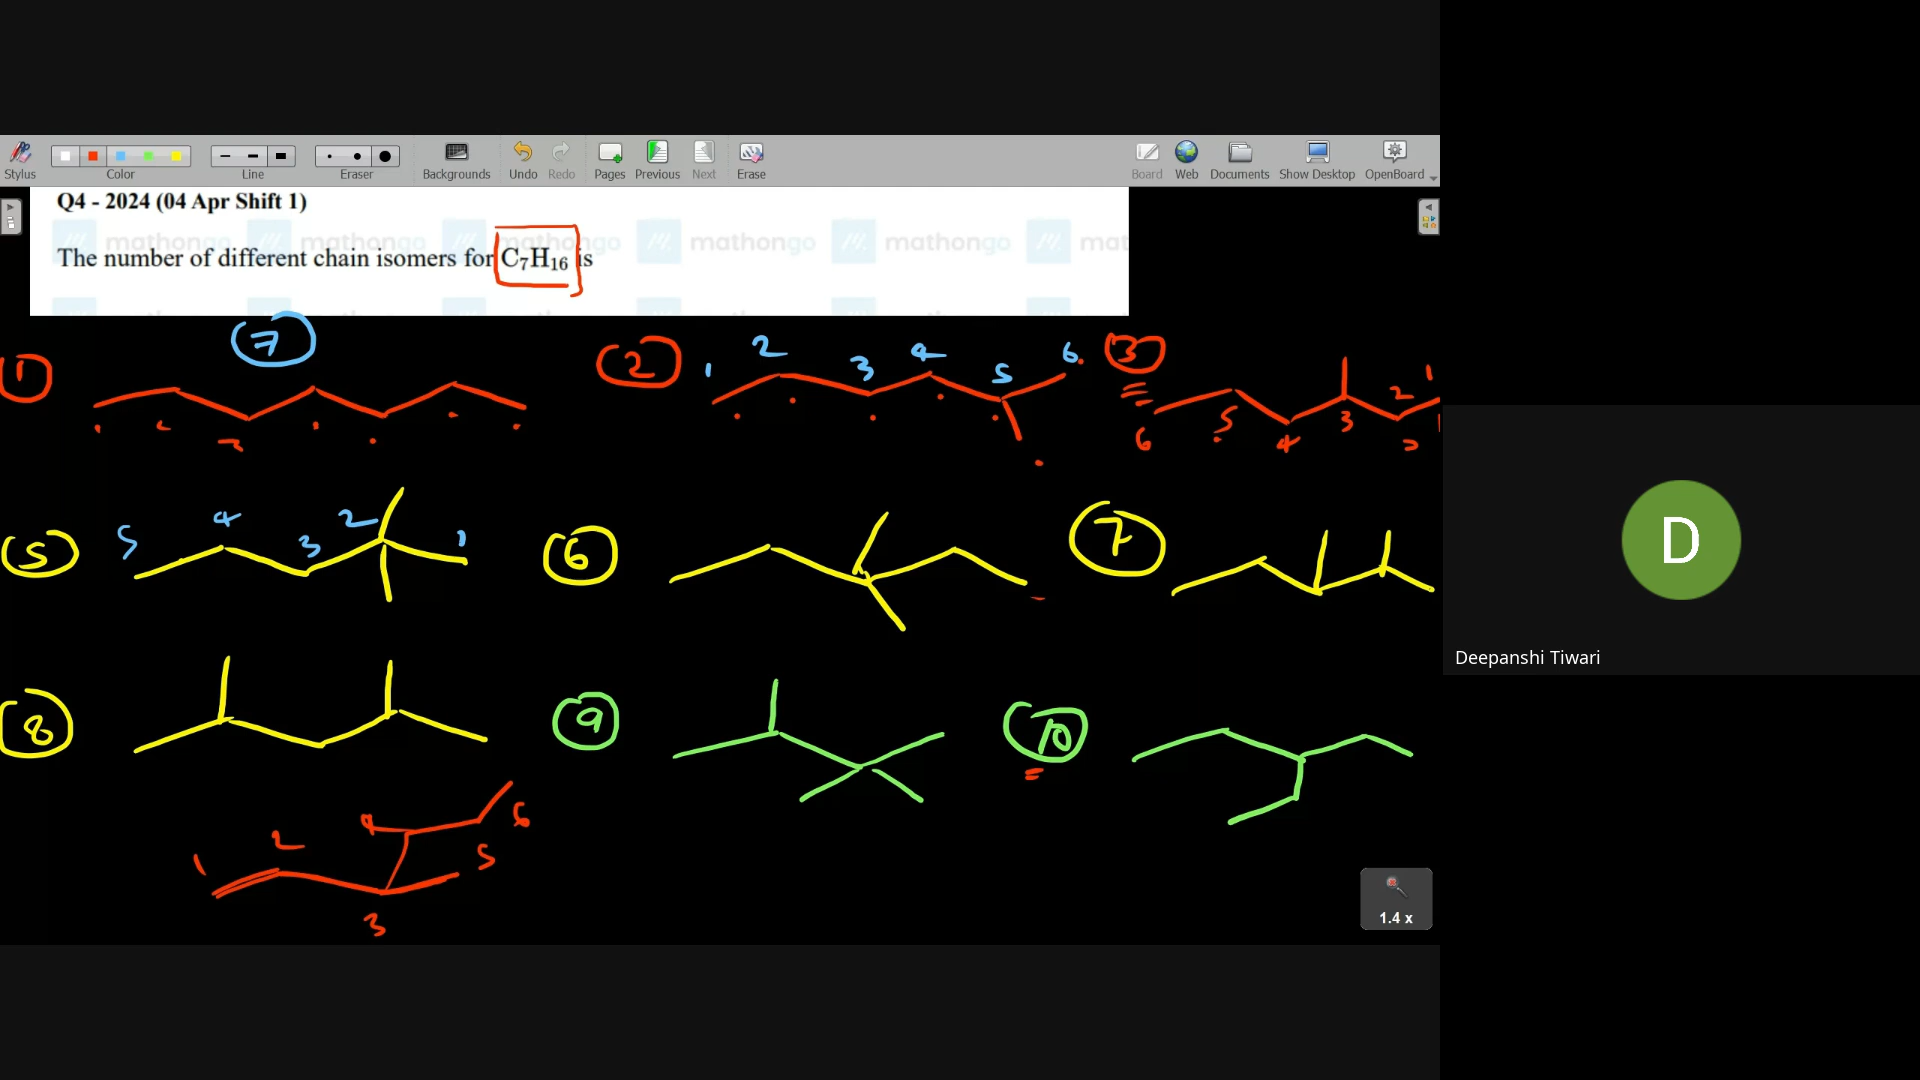 Stylus
Color
Line
Eraser
Backgrounds
Undo
Redo
Pages
Previous
Next
Erase
Board
Web
Documents
Show Desktop
OpenBoard
Q4 - 2024 (04 Apr Shift 1)
mathongo mathongo mathongo mathongo mathongo mat
The number of different chain isomers for C₇H₁₆ is
7
1
2
1 2 3 4 5 6
3
6 5 4 3 2 1
2
5
5 4 3 2 1
6
7
8
9
10
1 2 3 4 5 6
D
Deepanshi Tiwari
1.4 x